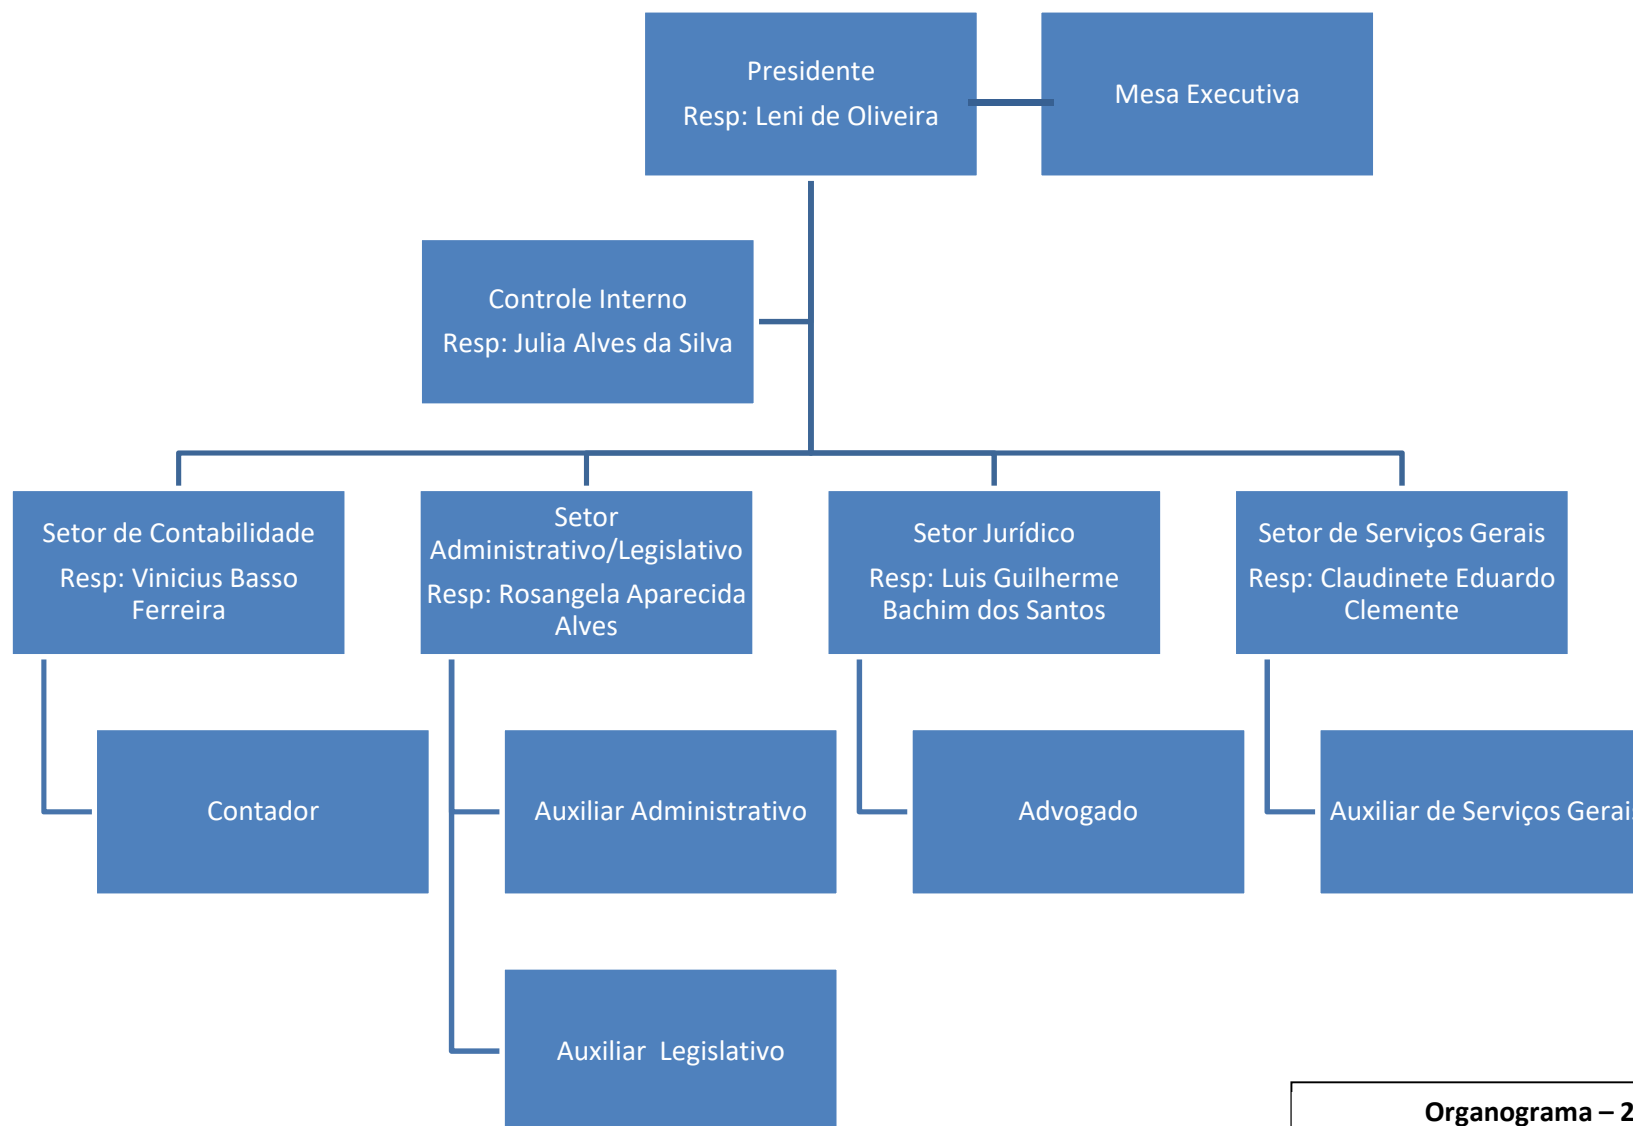 Presidente
Resp: Leni de Oliveira
Mesa Executiva
Controle Interno
Resp: Julia Alves da Silva
Setor de Contabilidade
Resp: Vinicius Basso
Ferreira
Setor
Administrativo/Legislativo
Resp: Rosangela Aparecida
Alves
Setor Jurídico
Resp: Luis Guilherme
Bachim dos Santos
Setor de Serviços Gerais
Resp: Claudinete Eduardo
Clemente
Contador
Auxiliar Administrativo
Advogado
Auxiliar de Serviços Gerais
Auxiliar  Legislativo
Organograma – 2